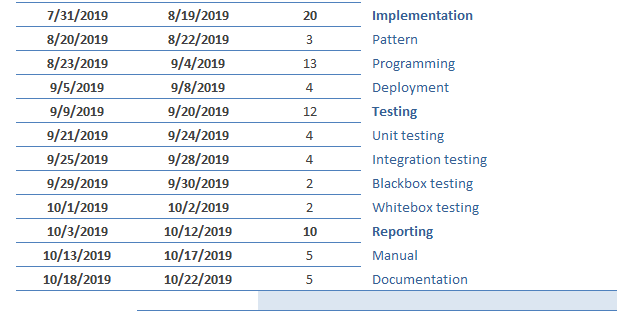 7/31/2019 8/19/2019 20 Implementation
8/20/2019 8/22/2019 3 Pattern
8/23/2019 9/4/2019 13 Programming
9/5/2019 9/8/2019 4 Deployment
9/9/2019 9/20/2019 12 Testing
9/21/2019 9/24/2019 4 Unit testing
9/25/2019 9/28/2019 4 Integration testing
9/29/2019 9/30/2019 2 Blackbox testing
10/1/2019 10/2/2019 2 Whitebox testing
10/3/2019 10/12/2019 10 Reporting
10/13/2019 10/17/2019 5 Manual
10/18/2019 10/22/2019 5 Documentation